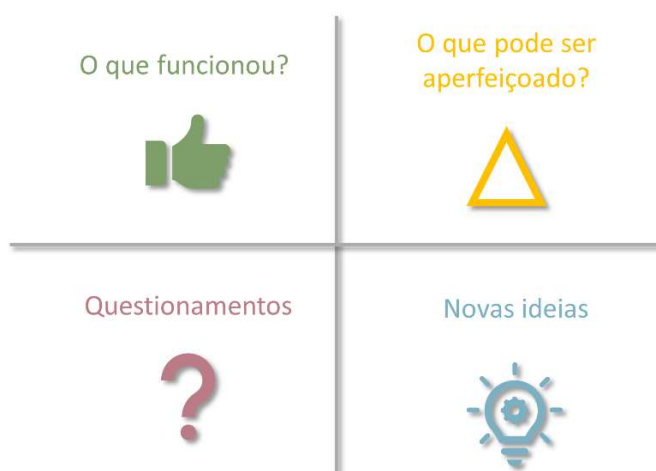 O que funcionou?
O que pode ser
aperfeiçoado?
Questionamentos
?
Novas ideias